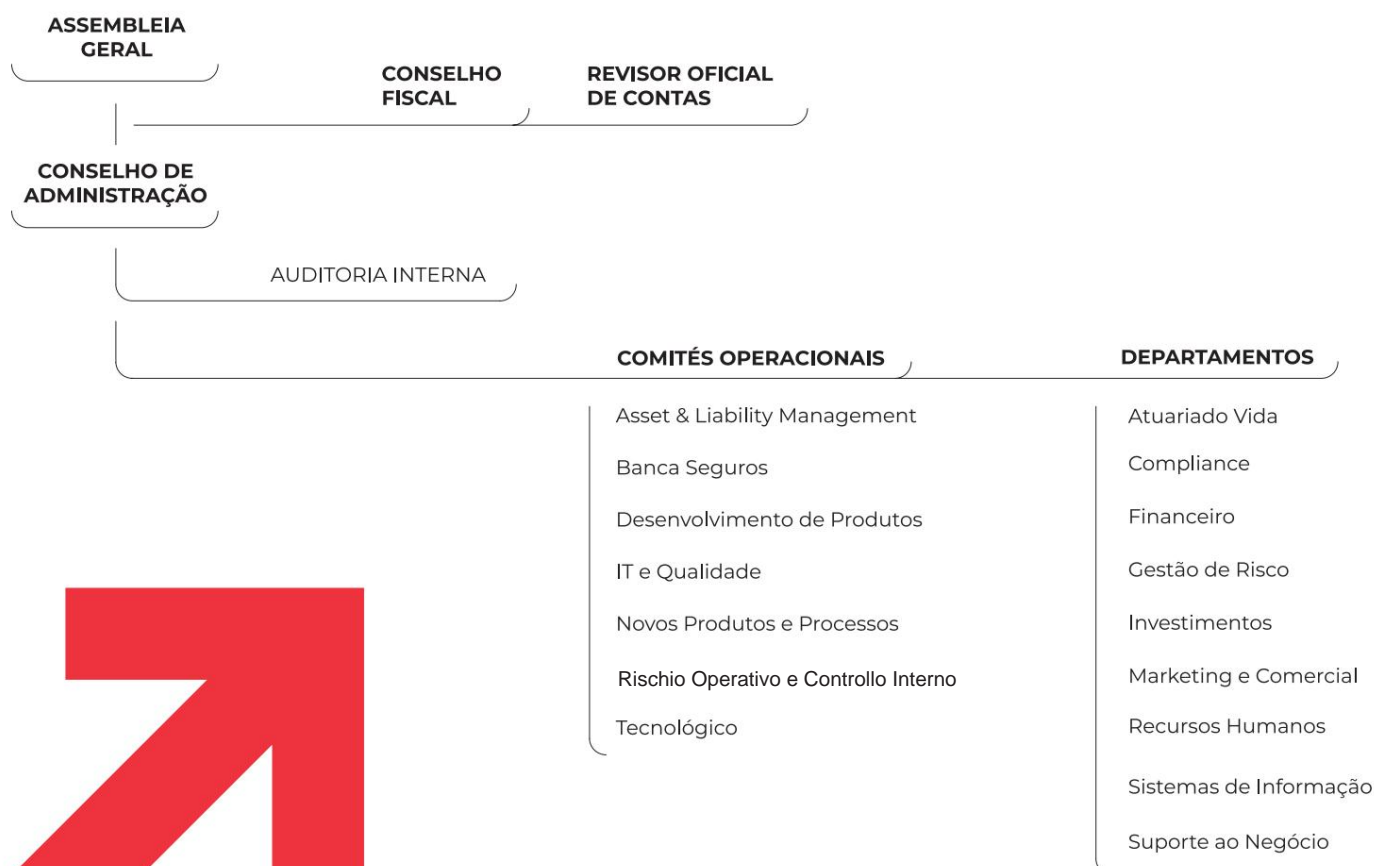 ASSEMBLEIA
GERAL
CONSELHO
FISCAL
REVISOR OFICIAL
DE CONTAS
CONSELHO DE
ADMINISTRAÇÃO
AUDITORIA INTERNA
COMITÉS OPERACIONAIS
Asset & Liability Management
Banca Seguros
Desenvolvimento de Produtos
IT e Qualidade
Novos Produtos e Processos
Rischio Operativo e Controllo Interno
Tecnológico
DEPARTAMENTOS
Atuariado Vida
Compliance
Financeiro
Gestão de Risco
Investimentos
Marketing e Comercial
Recursos Humanos
Sistemas de Informação
Suporte ao Negócio